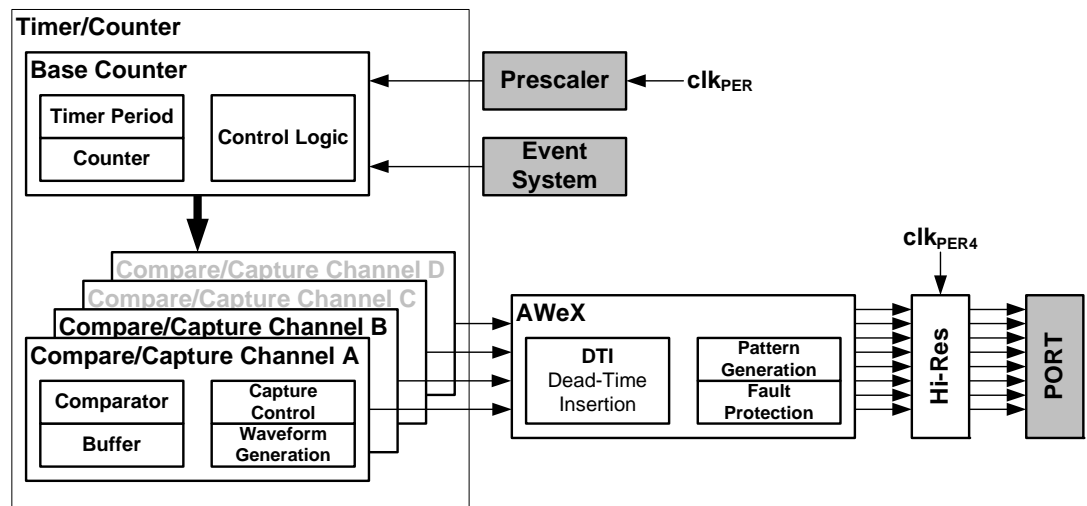 Timer/Counter
Base Counter
Timer Period
Counter
Control Logic
Prescaler
clkPER
Event
System
Compare/Capture Channel D
Compare/Capture Channel C
Compare/Capture Channel B
Compare/Capture Channel A
Comparator
Buffer
Capture
Control
Waveform
Generation
AWeX
DTI
Dead-Time
Insertion
Pattern
Generation
Fault
Protection
clkPER4
Hi-Res
PORT